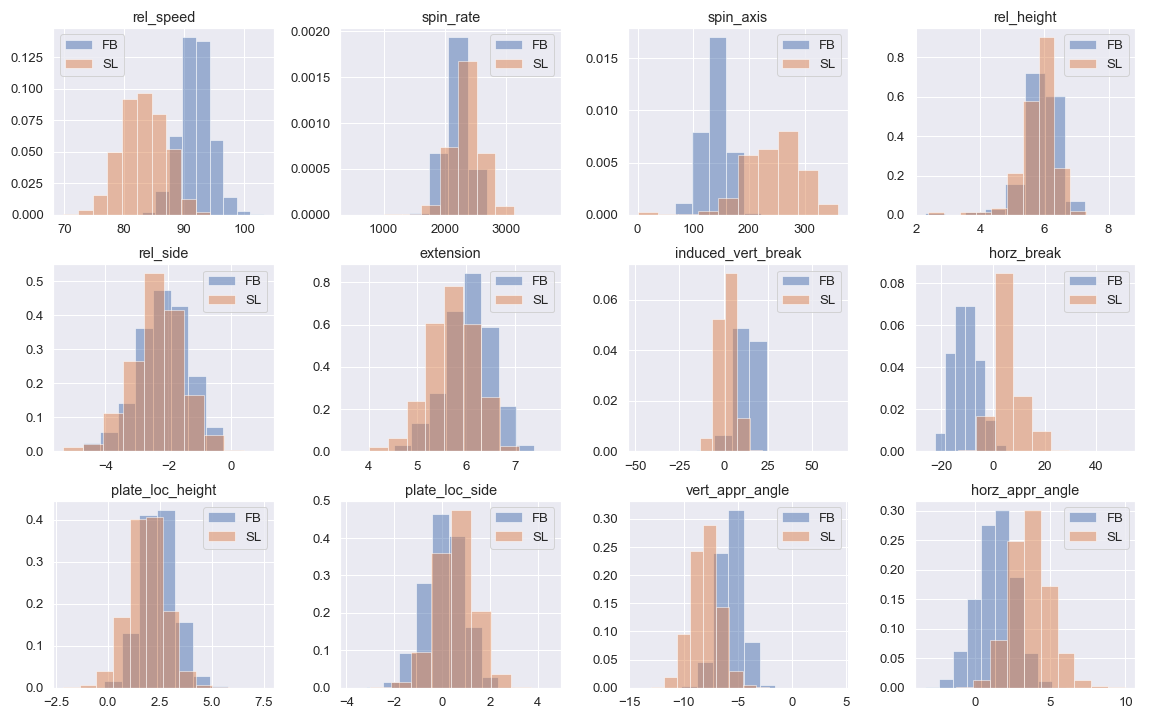 rel_speed
spin_rate
spin_axis
rel_height
FB
SL
FB
SL
FB
SL
FB
SL
0.125
0.100
0.075
0.050
0.025
0.000
70 80 90 100
0.0020
0.0015
0.0010
0.0005
0.0000
1000 2000 3000
0.015
0.010
0.005
0.000
0 100 200 300
0.8
0.6
0.4
0.2
0.0
2 4 6 8
rel_side
extension
induced_vert_break
horz_break
FB
SL
FB
SL
FB
SL
FB
SL
0.5
0.4
0.3
0.2
0.1
0.0
−4 −2 0
0.8
0.6
0.4
0.2
0.0
4 5 6 7
0.06
0.04
0.02
0.00
−50 −25 0 25 50
0.08
0.06
0.04
0.02
0.00
−20 0 20 40
plate_loc_height
plate_loc_side
vert_appr_angle
horz_appr_angle
FB
SL
FB
SL
FB
SL
FB
SL
0.4
0.3
0.2
0.1
0.0
−2.5 0.0 2.5 5.0 7.5
0.5
0.4
0.3
0.2
0.1
0.0
−4 −2 0 2 4
0.30
0.25
0.20
0.15
0.10
0.05
0.00
−15 −10 −5 0 5
0.30
0.25
0.20
0.15
0.10
0.05
0.00
0 5 10